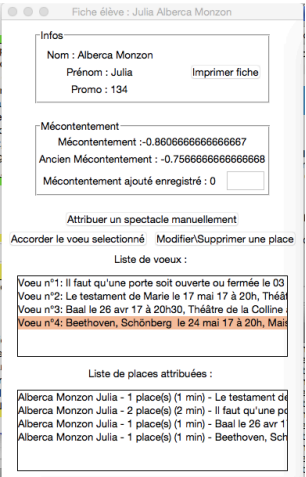 Fiche élève : Julia Alberca Monzon
Infos
Nom : Alberca Monzon
Prénom : Julia
Imprimer fiche
Promo : 134
Mécontentement
Mécontentement :-0.8606666666666667
Ancien Mécontentement : -0.7566666666666668
Mécontentement ajouté enregistré : 0
Attribuer un spectacle manuellement
Accorder le voeu selectionné
Modifier\Supprimer une place
Liste de voeux :
Voeu n°1: Il faut qu'une porte soit ouverte ou fermée le 03
Voeu n°2: Le testament de Marie le 17 mai 17 à 20h, Théât
Voeu n°3: Baal le 26 avr 17 à 20h30, Théâtre de la Colline
Voeu n°4: Beethoven, Schönberg le 24 mai 17 à 20h, Mais
Liste de places attribuées :
Alberca Monzon Julia - 1 place(s) (1 min) - Le testament de
Alberca Monzon Julia - 2 place(s) (2 min) - Il faut qu'une po
Alberca Monzon Julia - 1 place(s) (1 min) - Baal le 26 avr 1
Alberca Monzon Julia - 1 place(s) (1 min) - Beethoven, Sch